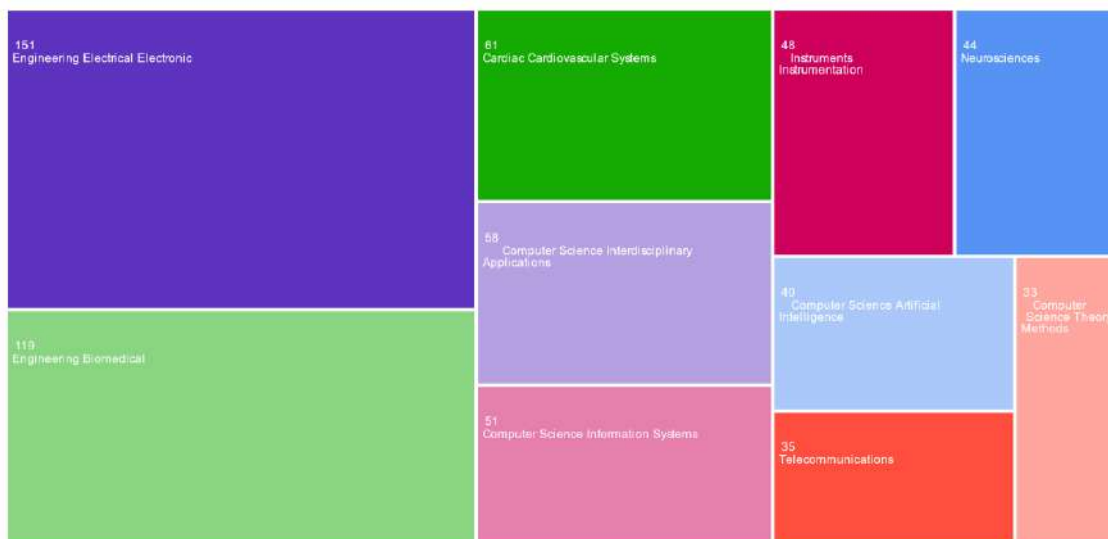 151
Engineering Electrical Electronic
61
Cardiac Cardiovascular Systems
48
Instruments
Instrumentation
44
Neurosciences
58
Computer Science Interdisciplinary
Applications
40
Computer Science Artificial
Intelligence
33
Computer
Science Theory
Methods
119
Engineering Biomedical
51
Computer Science Information Systems
35
Telecommunications